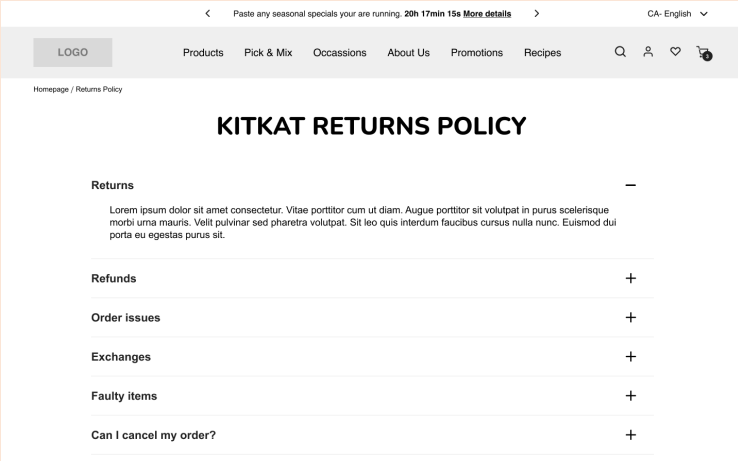 Paste any seasonal specials your are running. 20h 17min 15s More details
CA- English
LOGO
Products Pick & Mix Occassions About Us Promotions Recipes
3
Homepage / Returns Policy
KITKAT RETURNS POLICY
Returns
Lorem ipsum dolor sit amet consectetur. Vitae porttitor cum ut diam. Augue porttitor sit volutpat in purus scelerisque
morbi urna mauris. Velit pulvinar sed pharetra volutpat. Sit leo quis interdum faucibus cursus nulla nunc. Euismod dui
porta eu egestas purus sit.
Refunds
Order issues
Exchanges
Faulty items
Can I cancel my order?